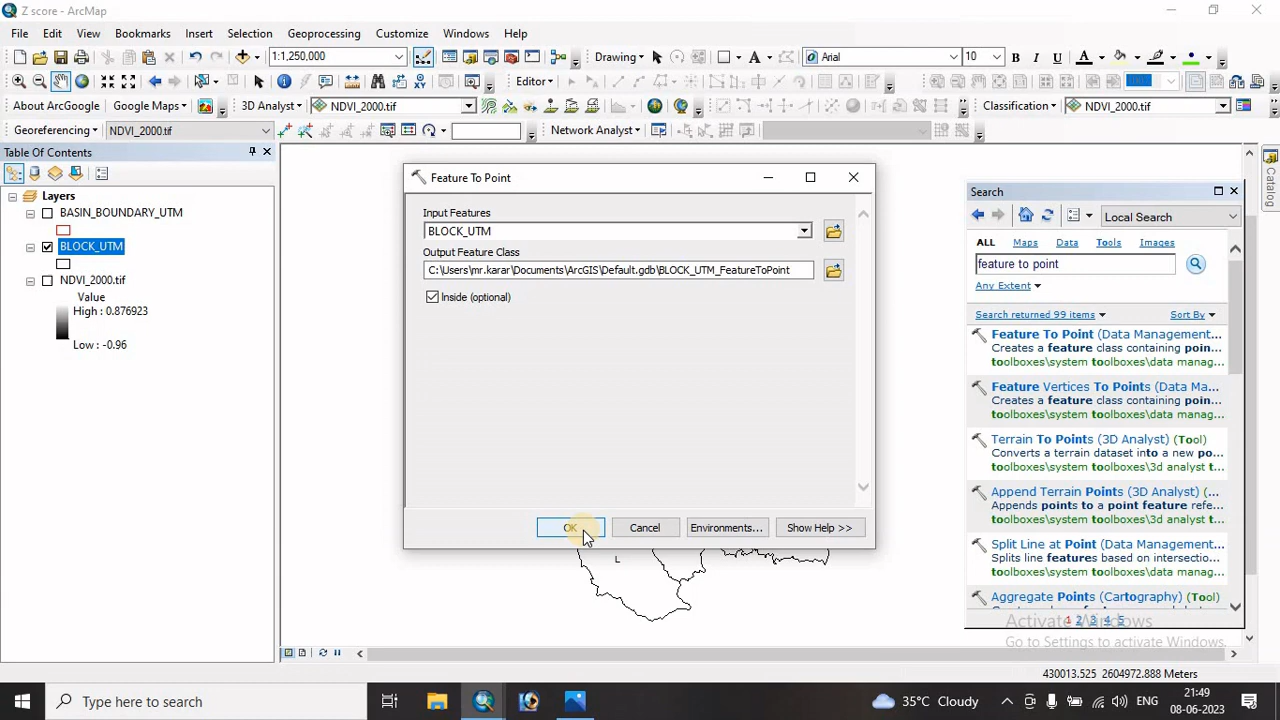 Z score - ArcMap
File Edit View Bookmarks Insert Selection Geoprocessing Customize Windows Help
1:1,250,000 Drawing Arial 10 B I U A
Editor
About ArcGoogle Google Maps 3D Analyst NDVI_2000.tif Classification NDVI_2000.tif
Georeferencing NDVI_2000.tif Network Analyst
Table Of Contents
Layers
BASIN_BOUNDARY_UTM
BLOCK_UTM
NDVI_2000.tif
Value
High : 0.876923
Low : -0.96
Feature To Point
Input Features
BLOCK_UTM
Output Feature Class
C:\Users\mr.karar\Documents\ArcGIS\Default.gdb\BLOCK_UTM_FeatureToPoint
Inside (optional)
OK Cancel Environments... Show Help >>
L
Search
Local Search
ALL Maps Data Tools Images
feature to point
Any Extent
Search returned 99 items Sort By
Feature To Point (Data Management...
Creates a feature class containing poin...
toolboxes\system toolboxes\data manag...
Feature Vertices To Points (Data Ma...
Creates a feature class containing poin...
toolboxes\system toolboxes\data manag...
Terrain To Points (3D Analyst) (Tool)
Converts a terrain dataset into a new po...
toolboxes\system toolboxes\3d analyst t...
Append Terrain Points (3D Analyst) (...
Appends points to a point feature refe...
toolboxes\system toolboxes\3d analyst t...
Split Line at Point (Data Management...
Splits line features based on intersectio...
toolboxes\system toolboxes\data manag...
Aggregate Points (Cartography) (Tool)
1 2 3 4 5
Catalog
Activate Windows
Go to Settings to activate Windows.
430013.525 2604972.888 Meters
Type here to search
35°C Cloudy
ENG
21:49
08-06-2023